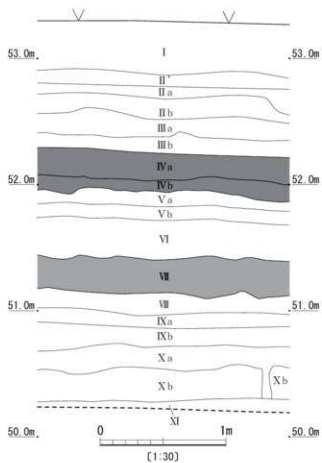 53.0m 53.0m
Ⅰ
Ⅱ'
Ⅱa
Ⅱb
Ⅲa
Ⅲb
Ⅳa
52.0m 52.0m
Ⅳb
Ⅴa
Ⅴb
Ⅵ
Ⅶ
51.0m 51.0m
Ⅷ
Ⅸa
Ⅸb
Ⅹa
Ⅹb Ⅹb
Ⅺ
50.0m 50.0m
0 1m
〔1:30〕